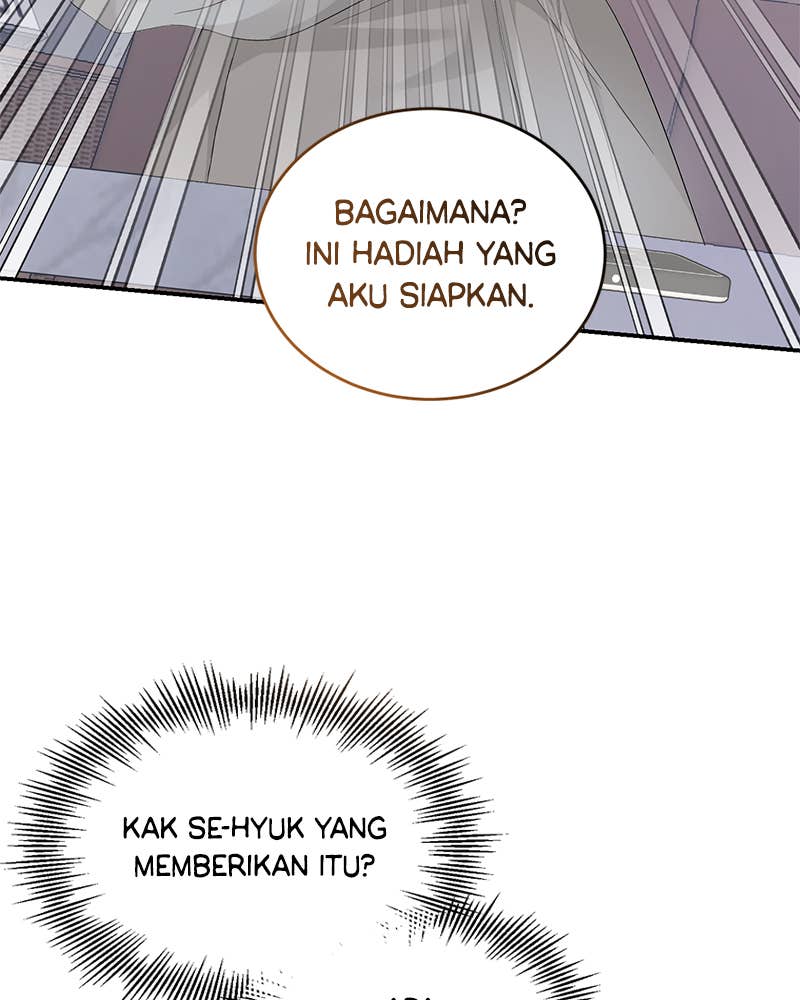 BAGAIMANA?
INI HADIAH YANG
AKU SIAPKAN.
KAK SE-HYUK YANG
MEMBERIKAN ITU?